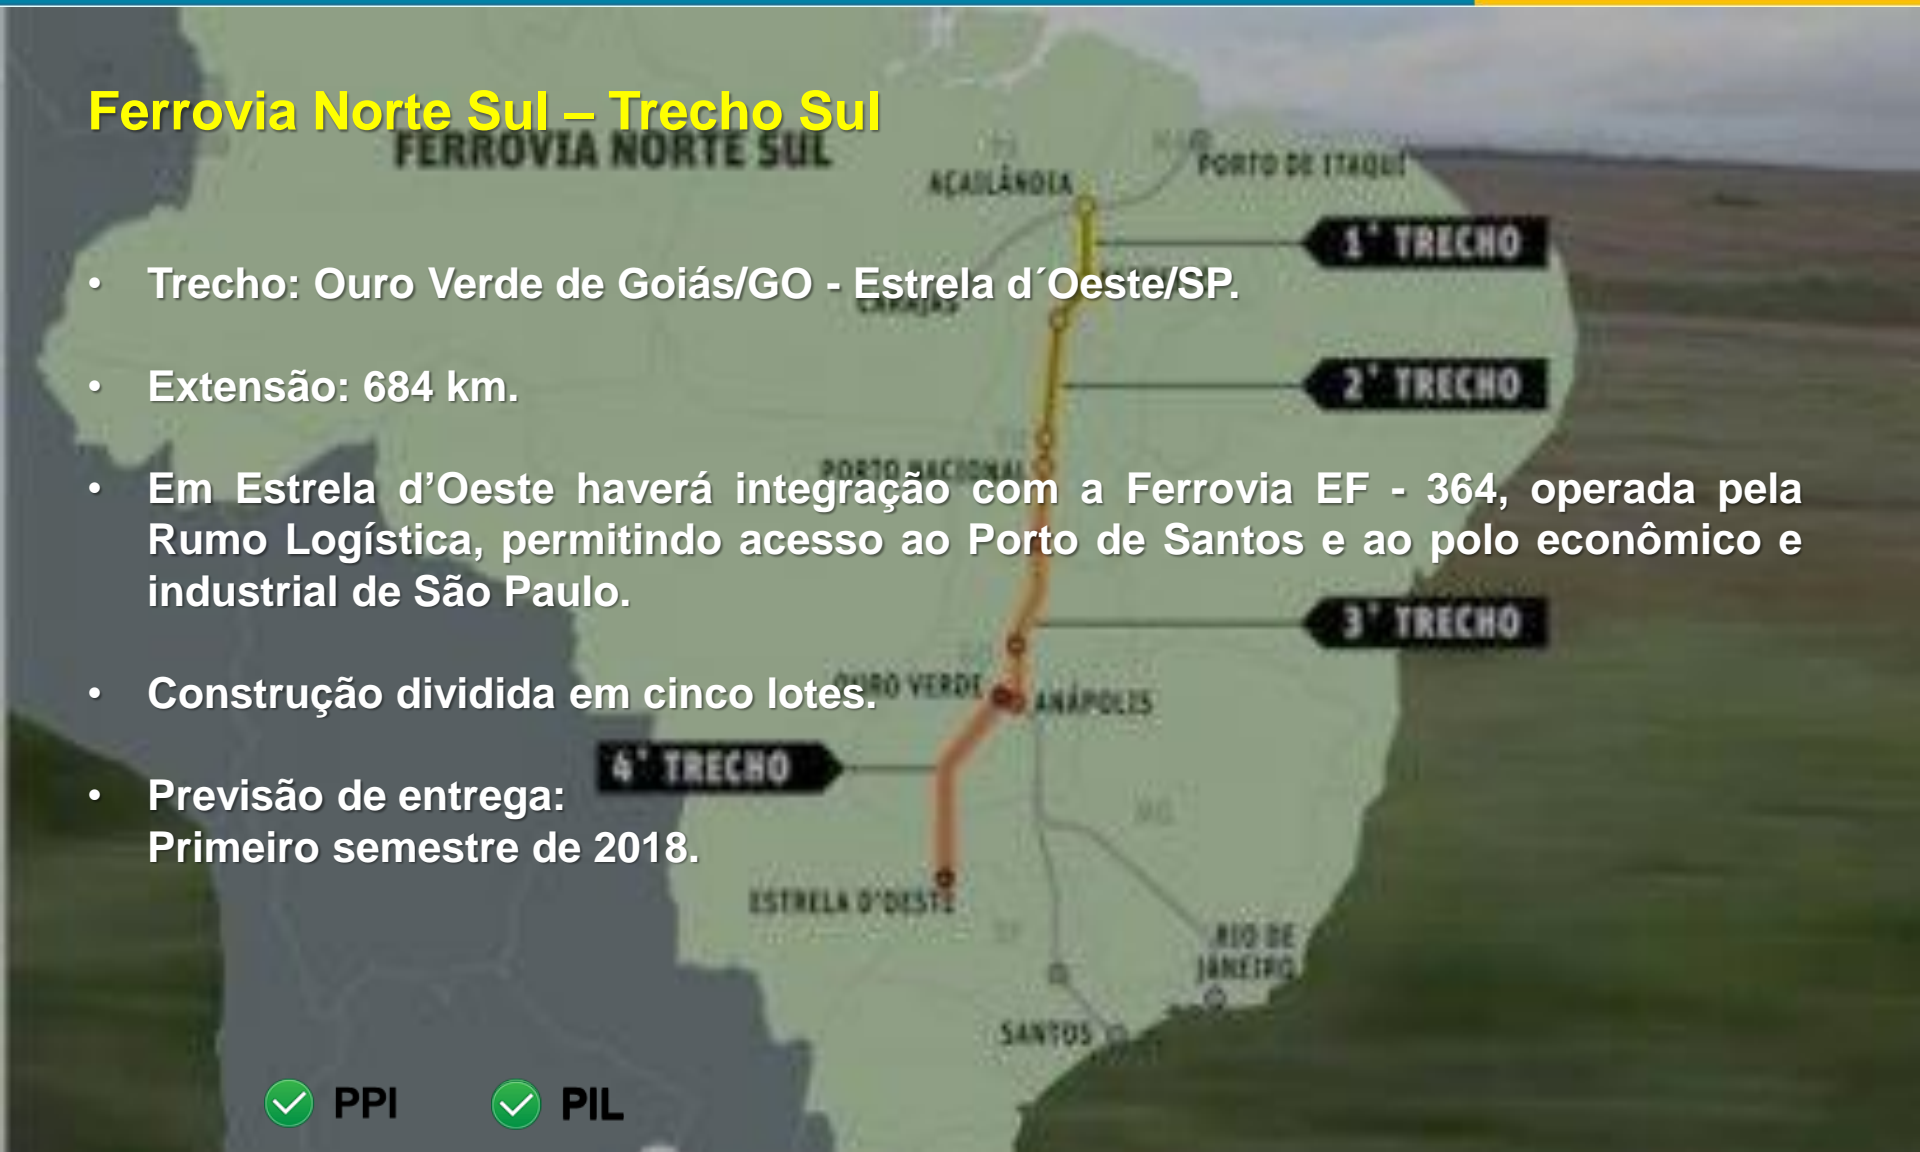 Ferrovia Norte Sul – Trecho Sul
FERROVIA NORTE SUL
AÇAILÂNDIA
PORTO DE ITAQUI
1° TRECHO
• Trecho: Ouro Verde de Goiás/GO - Estrela d´Oeste/SP.
CARAJÁS
• Extensão: 684 km.
2° TRECHO
PORTO NACIONAL
• Em Estrela d’Oeste haverá integração com a Ferrovia EF - 364, operada pela
Rumo Logística, permitindo acesso ao Porto de Santos e ao polo econômico e
industrial de São Paulo.
3° TRECHO
• Construção dividida em cinco lotes.
OURO VERDE
ANÁPOLIS
4° TRECHO
• Previsão de entrega:
Primeiro semestre de 2018.
ESTRELA D'OESTE
RIO DE
JANEIRO
SANTOS
PPI
PIL